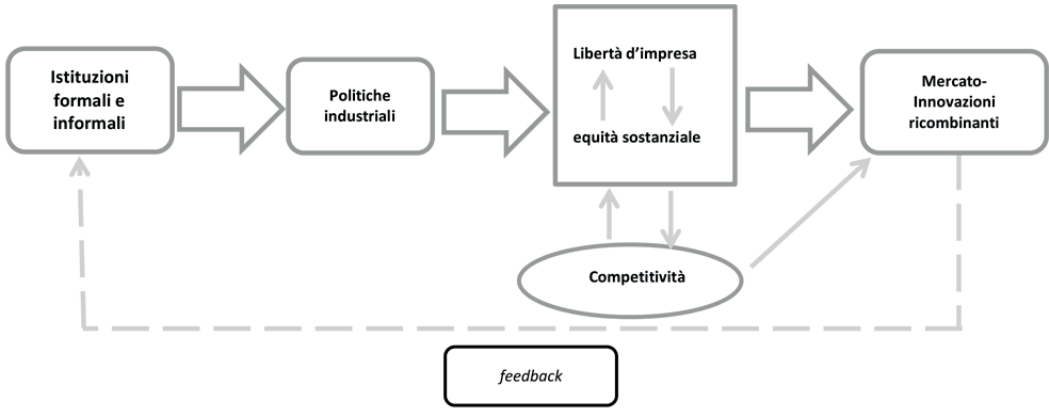 Istituzioni
formali e
informali
Politiche
industriali
Libertà d'impresa
equità sostanziale
Mercato-
Innovazioni
ricombinanti
Competitività
feedback